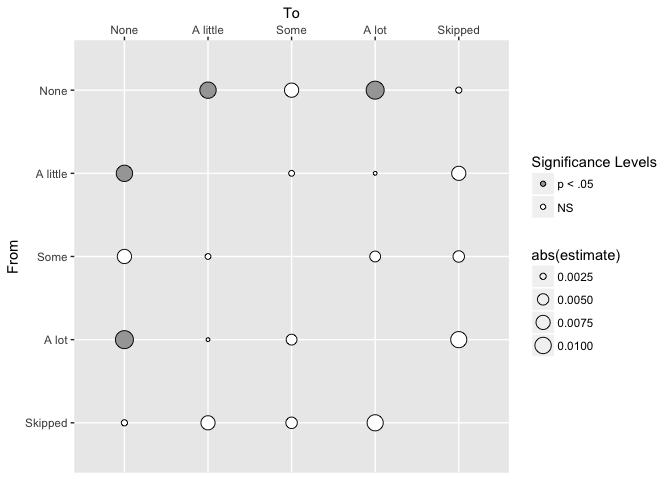 To
None A little Some A lot Skipped
From
None
A little
Some
A lot
Skipped
Significance Levels
p < .05
NS
abs(estimate)
0.0025
0.0050
0.0075
0.0100